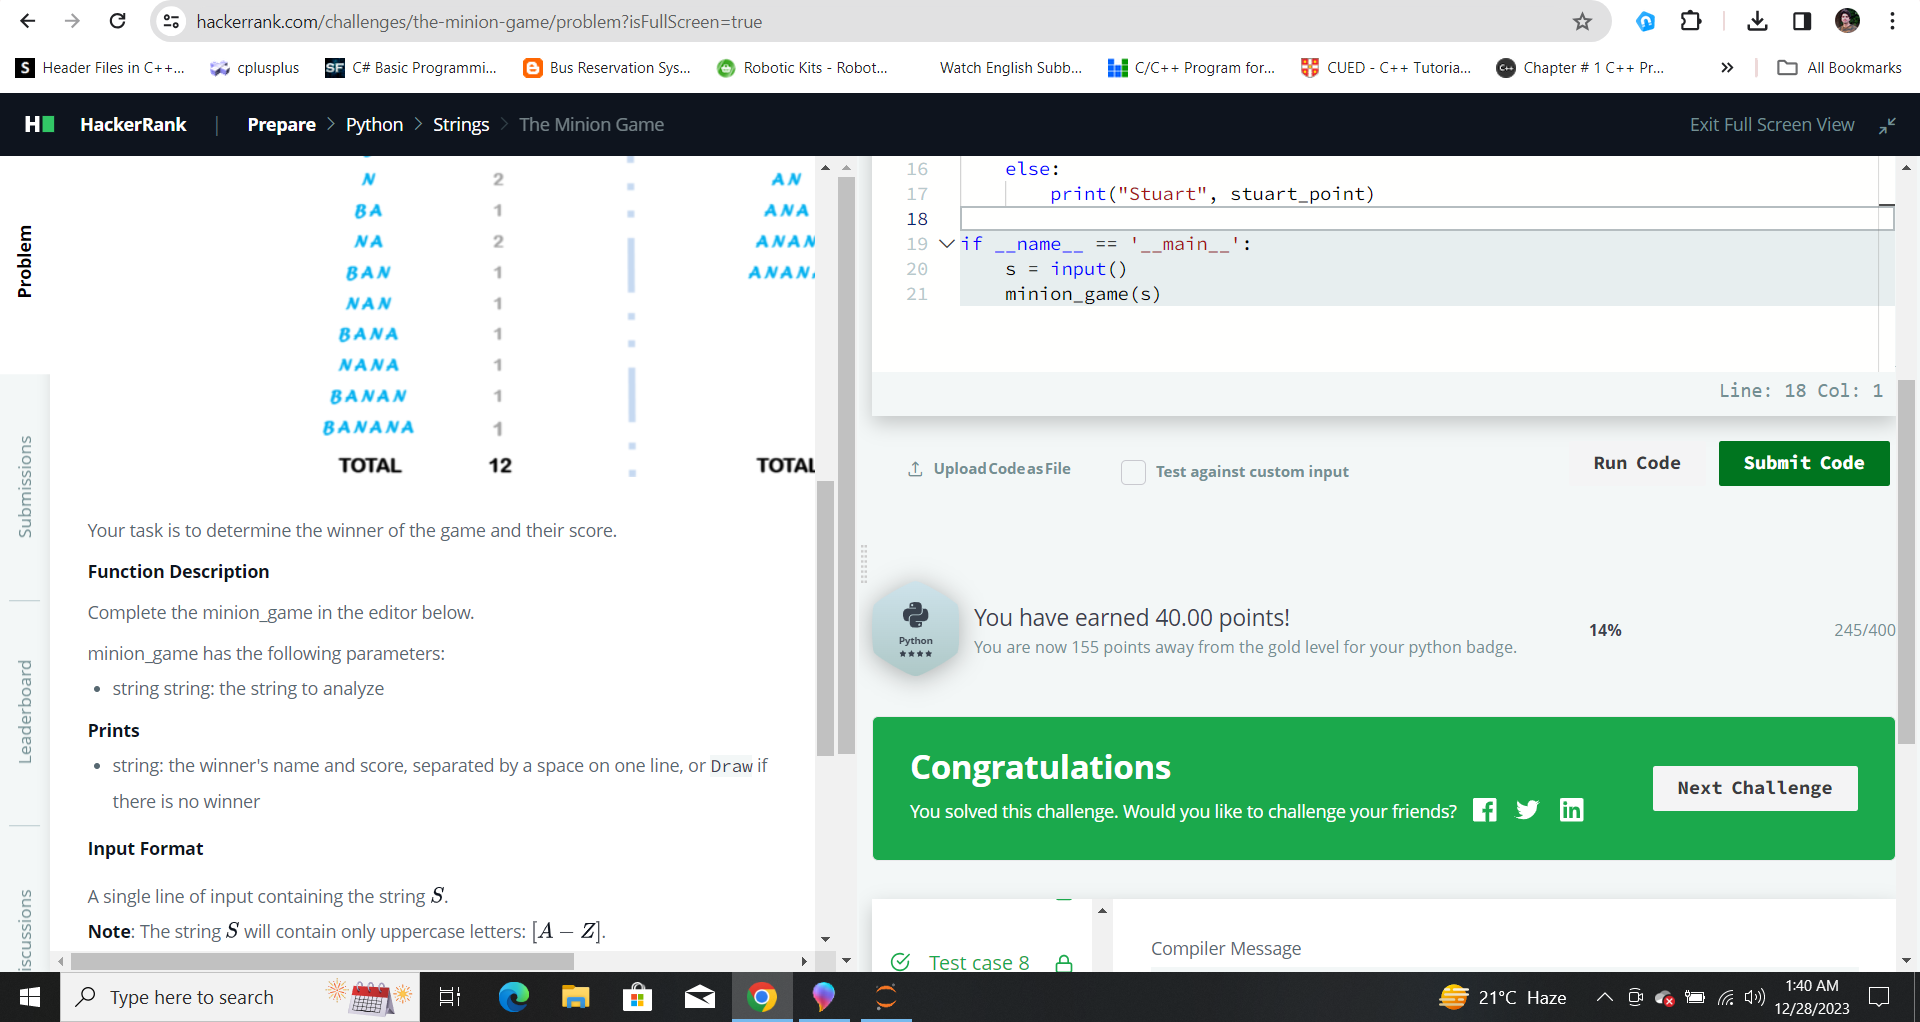 hackerrank.com/challenges/the-minion-game/problem?isFullScreen=true
S Header Files in C++...
cplusplus
SF C# Basic Programmi...
Bus Reservation Sys...
Robotic Kits - Robot...
Watch English Subb...
C/C++ Program for...
CUED - C++ Tutoria...
C++ Chapter # 1 C++ Pr...
»
All Bookmarks
H
HackerRank | Prepare > Python > Strings > The Minion Game
Exit Full Screen View
Problem
Submissions
Leaderboard
iscussions
N 2 AN
BA 1 ANA
NA 2 ANAN
BAN 1 ANAN
NAN 1
BANA 1
NANA 1
BANAN 1
BANANA 1
TOTAL 12 TOTAL
Your task is to determine the winner of the game and their score.
Function Description
Complete the minion_game in the editor below.
minion_game has the following parameters:
• string string: the string to analyze
Prints
• string: the winner's name and score, separated by a space on one line, or Draw if
there is no winner
Input Format
A single line of input containing the string S.
Note: The string S will contain only uppercase letters: [A − Z].
16 else:
17 print("Stuart", stuart_point)
18
19 if __name__ == '__main__':
20 s = input()
21 minion_game(s)
Line: 18 Col: 1
Upload Code as File
Test against custom input
Run Code
Submit Code
Python
You have earned 40.00 points!
You are now 155 points away from the gold level for your python badge.
14%
245/400
Congratulations
You solved this challenge. Would you like to challenge your friends?
Next Challenge
Test case 8
Compiler Message
Type here to search
21°C Haze
1:40 AM
12/28/2023